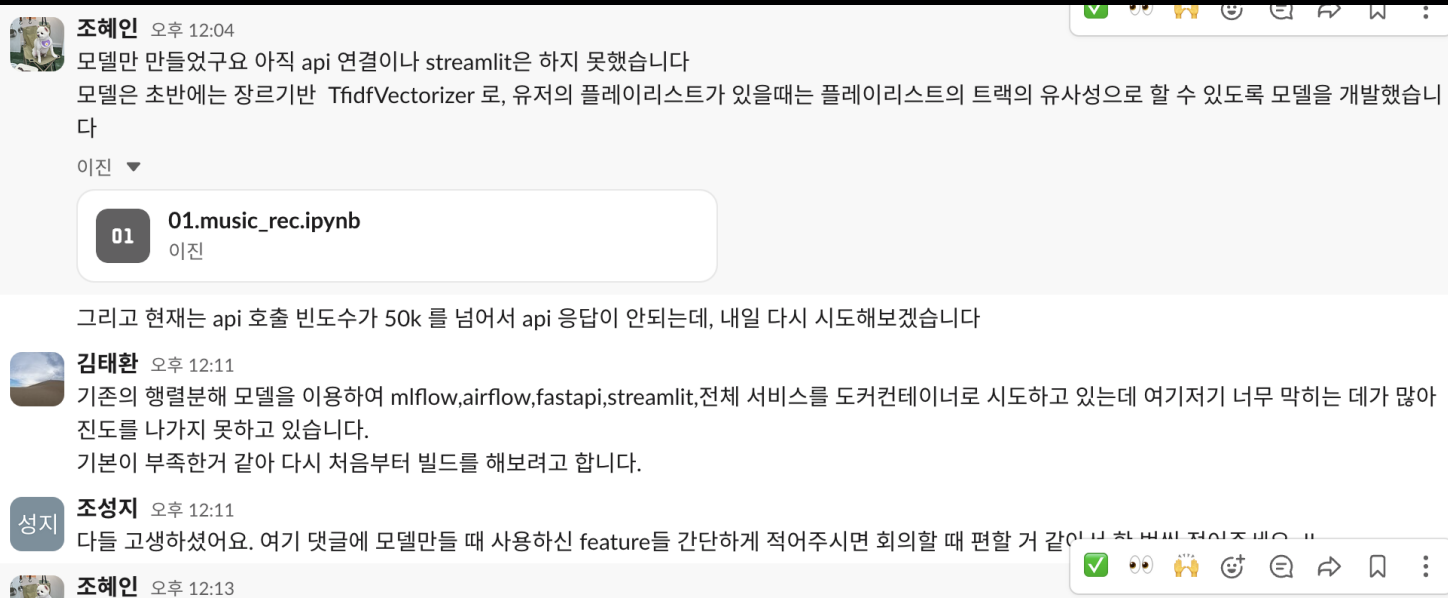 조혜인 오후 12:04
모델만 만들었구요 아직 api 연결이나 streamlit은 하지 못했습니다
모델은 초반에는 장르기반 TfidfVectorizer 로, 유저의 플레이리스트가 있을때는 플레이리스트의 트랙의 유사성으로 할 수 있도록 모델을 개발했습니
다
이진
01
01.music_rec.ipynb
이진
그리고 현재는 api 호출 빈도수가 50k 를 넘어서 api 응답이 안되는데, 내일 다시 시도해보겠습니다
김태환 오후 12:11
기존의 행렬분해 모델을 이용하여 mlflow,airflow,fastapi,streamlit,전체 서비스를 도커컨테이너로 시도하고 있는데 여기저기 너무 막히는 데가 많아
진도를 나가지 못하고 있습니다.
기본이 부족한거 같아 다시 처음부터 빌드를 해보려고 합니다.
성지
조성지 오후 12:11
다들 고생하셨어요. 여기 댓글에 모델만들 때 사용하신 feature들 간단하게 적어주시면 회의할 때 편할 거
조혜인 오후 12:13